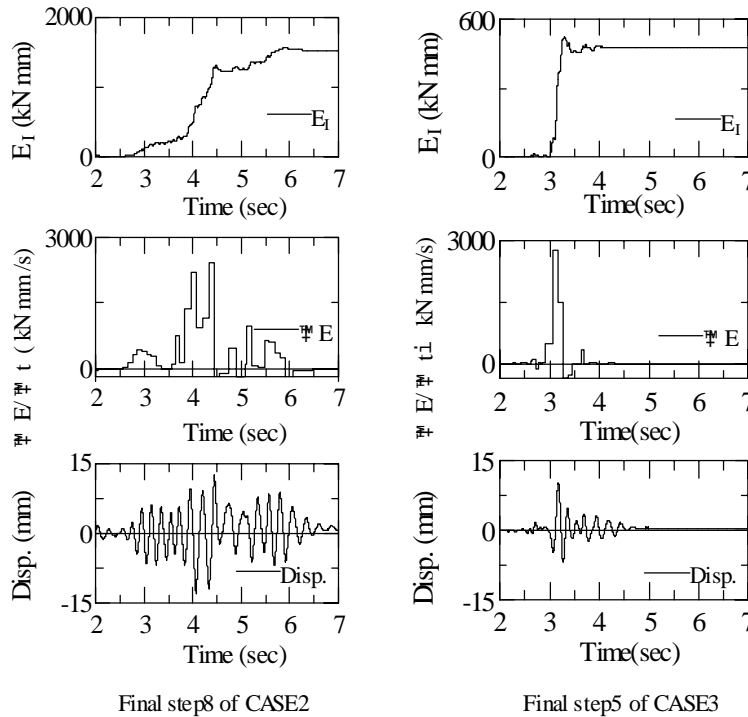 2000
E_I (kN mm)
0
E_I
2 3 4 5 6 7
Time (sec)
3000
E/ t (kN mm/s)
0
E
2 3 4 5 6 7
Time (sec)
15
Disp. (mm)
0
-15
Disp.
2 3 4 5 6 7
Time (sec)
Final step8 of CASE2
600
E_I (kN mm)
0
E_I
2 3 4 5 6 7
Time(sec)
3000
E/ ti kN mm/s)
0
E
2 3 4 5 6 7
Time(sec)
15
Disp. (mm)
0
-15
Disp.
2 3 4 5 6 7
Time(sec)
Final step5 of CASE3